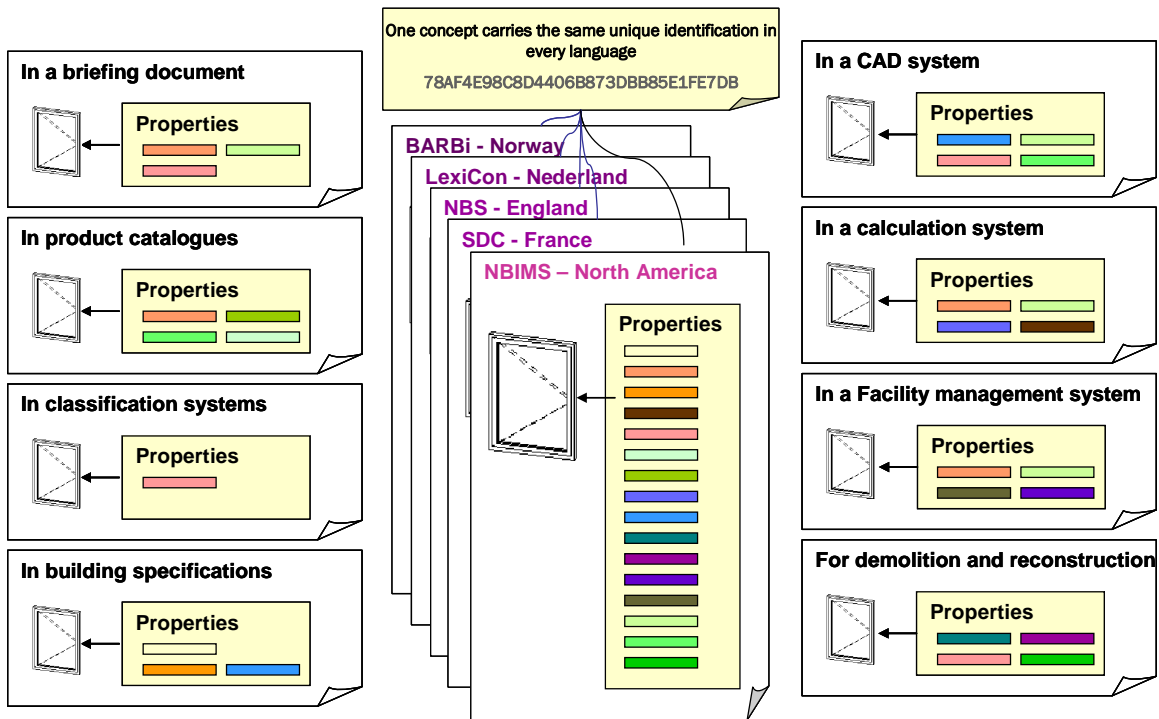 One concept carries the same unique identification in
every language
78AF4E98C8D4406B873DBB85E1FE7DB
In a briefing document
Properties
In product catalogues
Properties
In classification systems
Properties
In building specifications
Properties
BARBi - Norway
LexiCon - Nederland
NBS - England
SDC - France
NBIMS – North America
Properties
In a CAD system
Properties
In a calculation system
Properties
In a Facility management system
Properties
For demolition and reconstruction
Properties